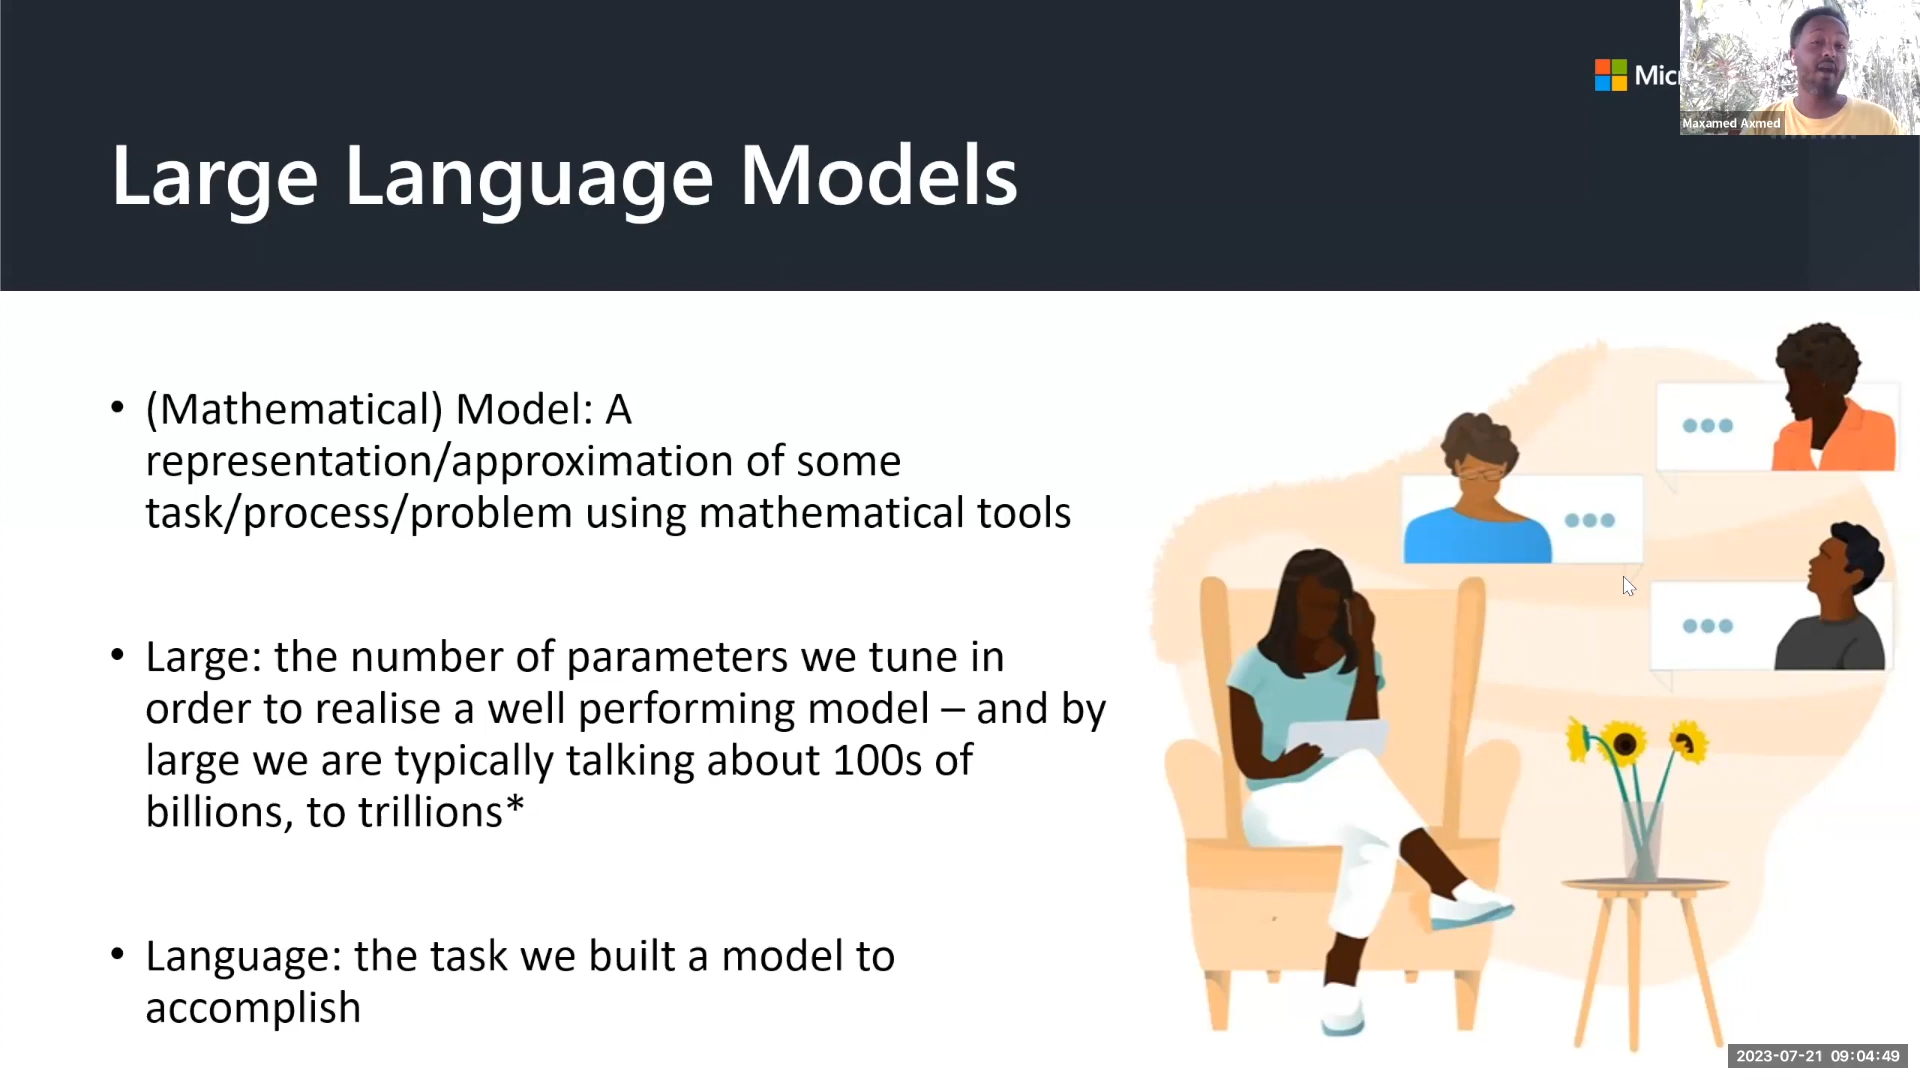 Mic
Maxamed Axmed
Large Language Models
• (Mathematical) Model: A
representation/approximation of some
task/process/problem using mathematical tools
• Large: the number of parameters we tune in
order to realise a well performing model – and by
large we are typically talking about 100s of
billions, to trillions*
• Language: the task we built a model to
accomplish
2023-07-21 09:04:49